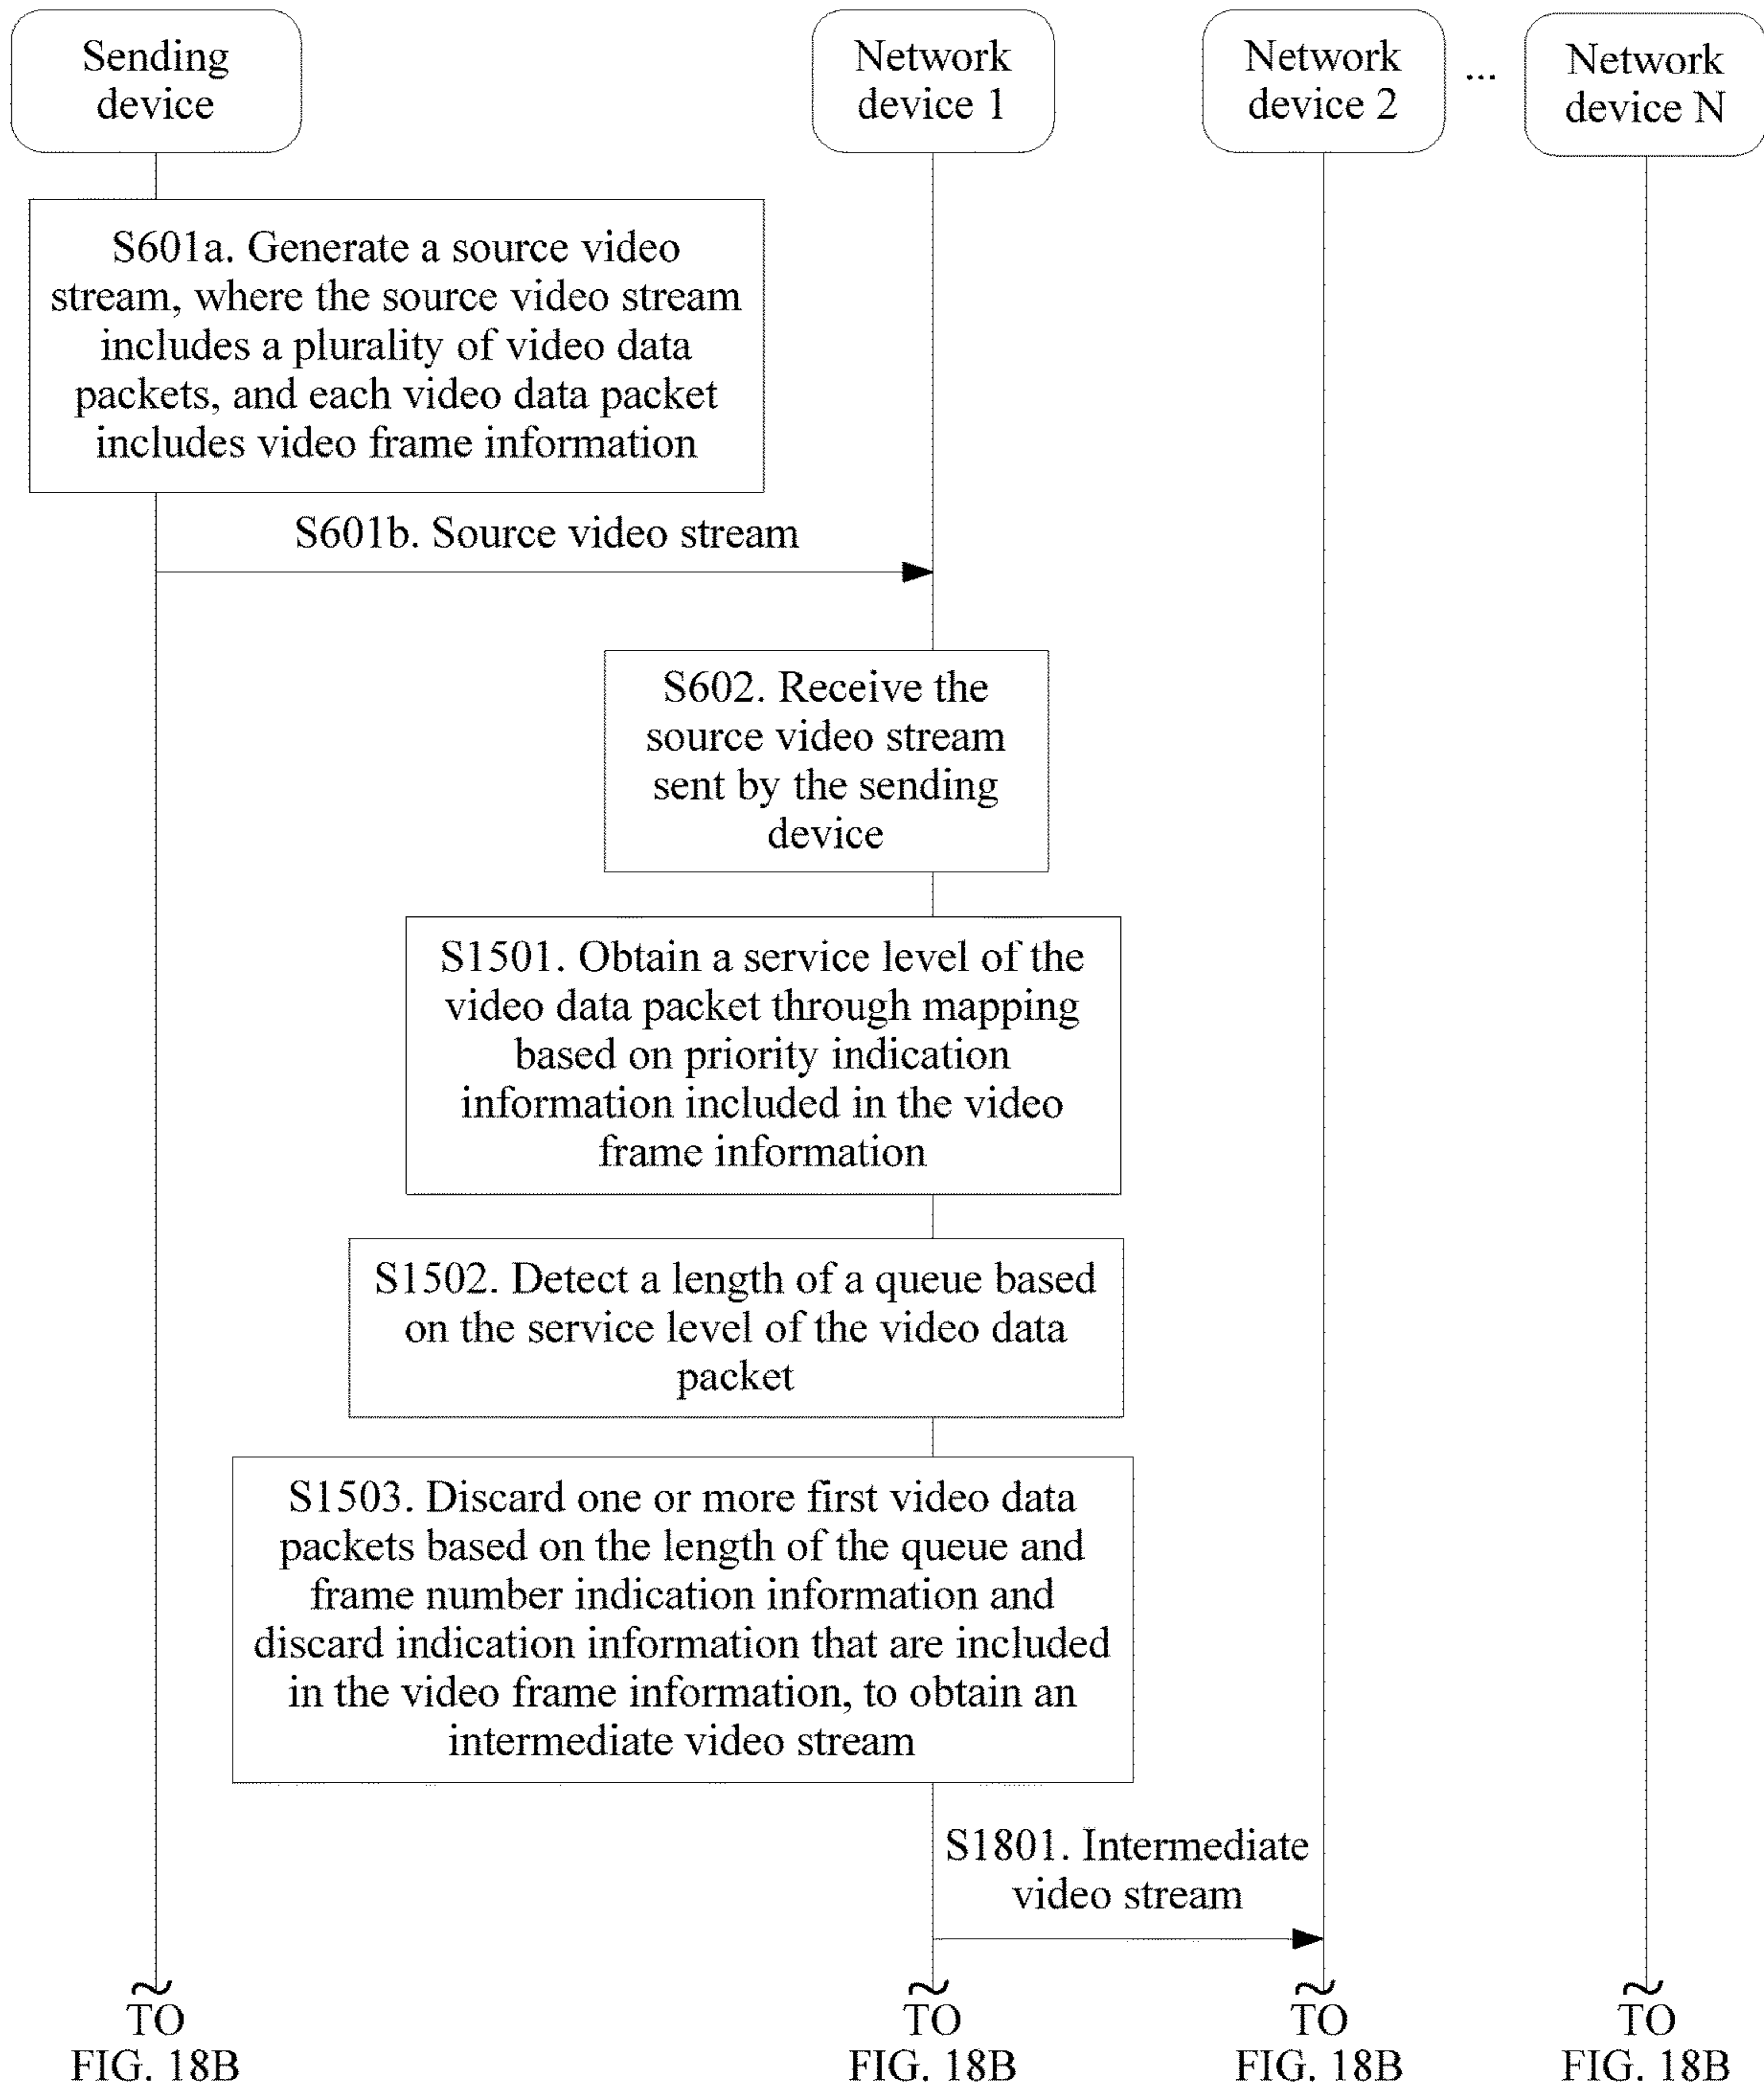 Sending
device
Network
device 1
Network
device 2
...
Network
device N
S601a. Generate a source video
stream, where the source video stream
includes a plurality of video data
packets, and each video data packet
includes video frame information
S601b. Source video stream
S602. Receive the
source video stream
sent by the sending
device
S1501. Obtain a service level of the
video data packet through mapping
based on priority indication
information included in the video
frame information
S1502. Detect a length of a queue based
on the service level of the video data
packet
S1503. Discard one or more first video data
packets based on the length of the queue and
frame number indication information and
discard indication information that are included
in the video frame information, to obtain an
intermediate video stream
S1801. Intermediate
video stream
TO
FIG. 18B
TO
FIG. 18B
TO
FIG. 18B
TO
FIG. 18B